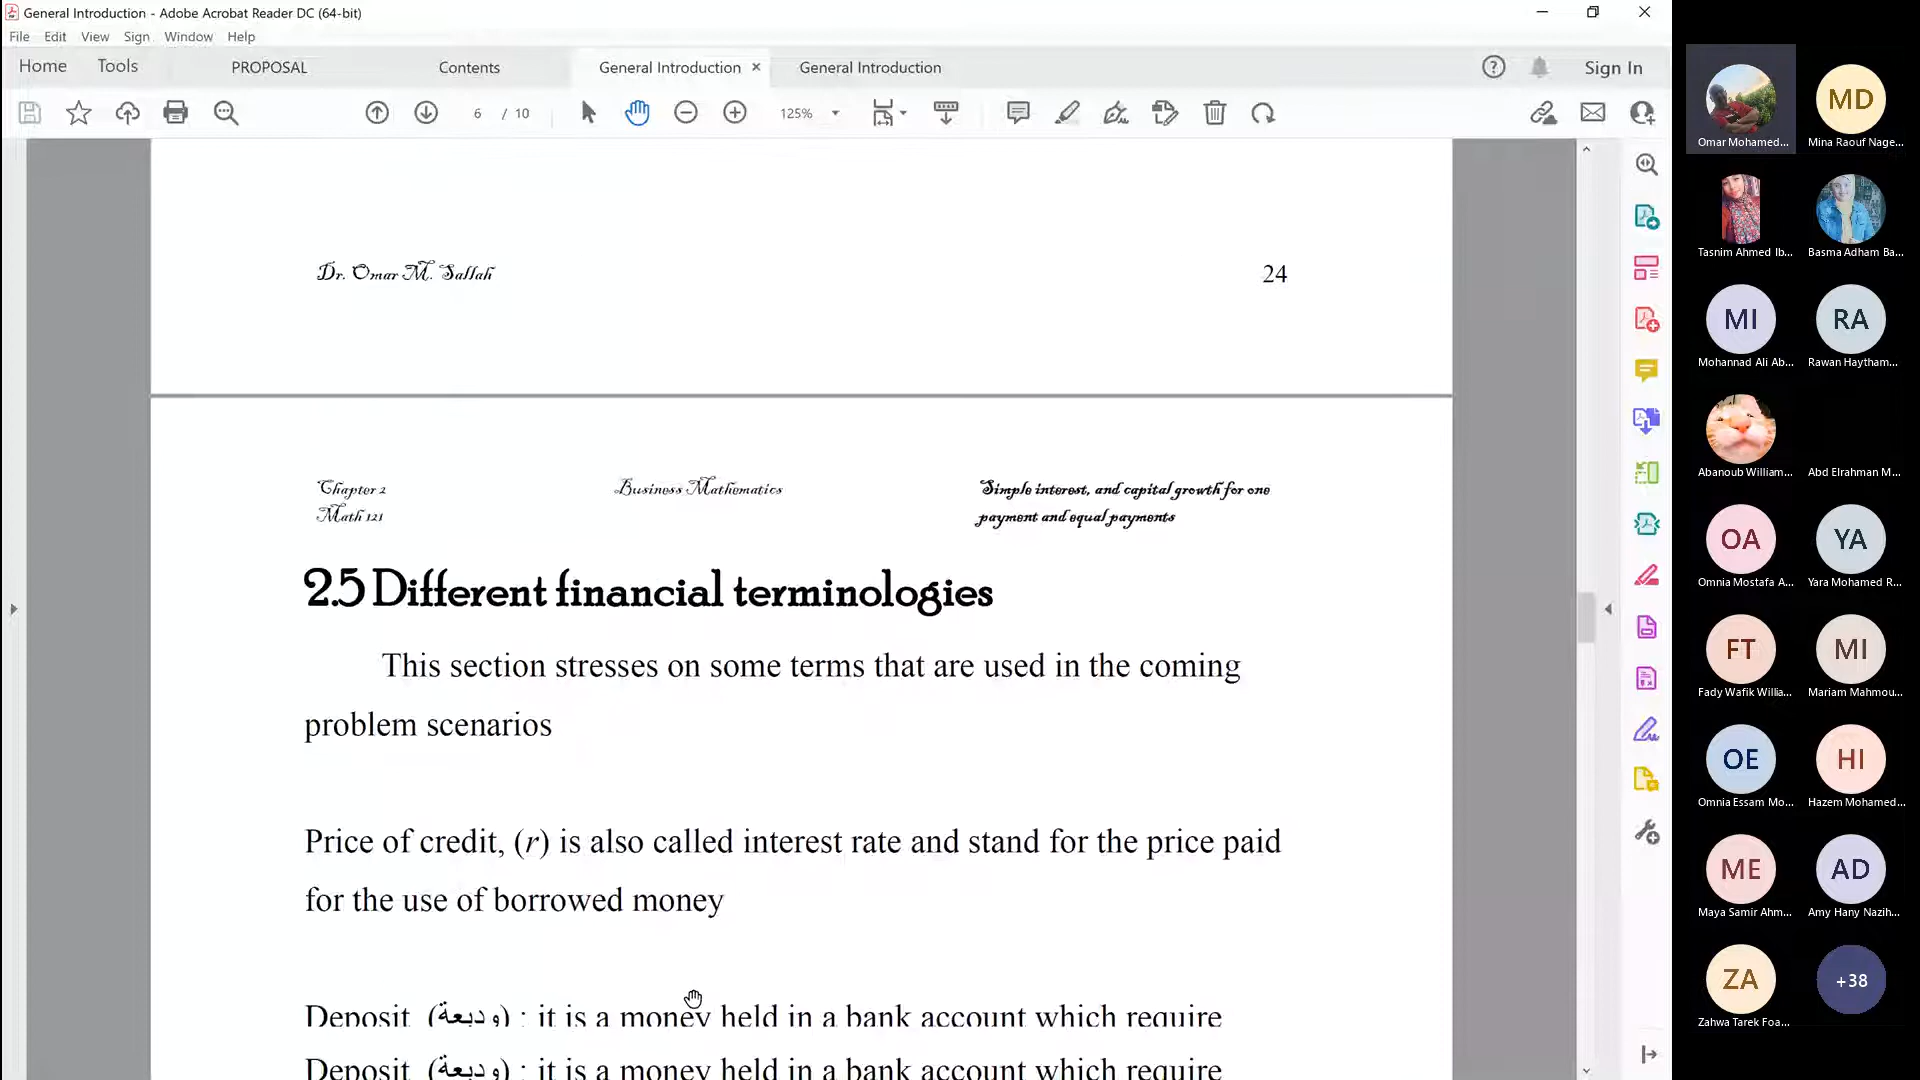 General Introduction - Adobe Acrobat Reader DC (64-bit)
File Edit View Sign Window Help
Home Tools PROPOSAL Contents General Introduction × General Introduction Sign In
6 / 10 125%
Dr. Omar M. Sallah 24
Chapter 2 Business Mathematics Simple interest, and capital growth for one
Math 121 payment and equal payments
2.5 Different financial terminologies
This section stresses on some terms that are used in the coming
problem scenarios
Price of credit, (r) is also called interest rate and stand for the price paid
for the use of borrowed money
Deposit (وديعة) : it is a money held in a bank account which require
Deposit (وديعة) : it is a money held in a bank account which require
MD
Omar Mohamed... Mina Raouf Nage...
Tasnim Ahmed Ib... Basma Adham Ba...
MI RA
Mohannad Ali Ab... Rawan Haytham...
Abanoub William... Abd Elrahman M...
OA YA
Omnia Mostafa A... Yara Mohamed R...
FT MI
Fady Wafik Willia... Mariam Mahmou...
OE HI
Omnia Essam Mo... Hazem Mohamed...
ME AD
Maya Samir Ahm... Amy Hany Nazih...
ZA +38
Zahwa Tarek Foa...